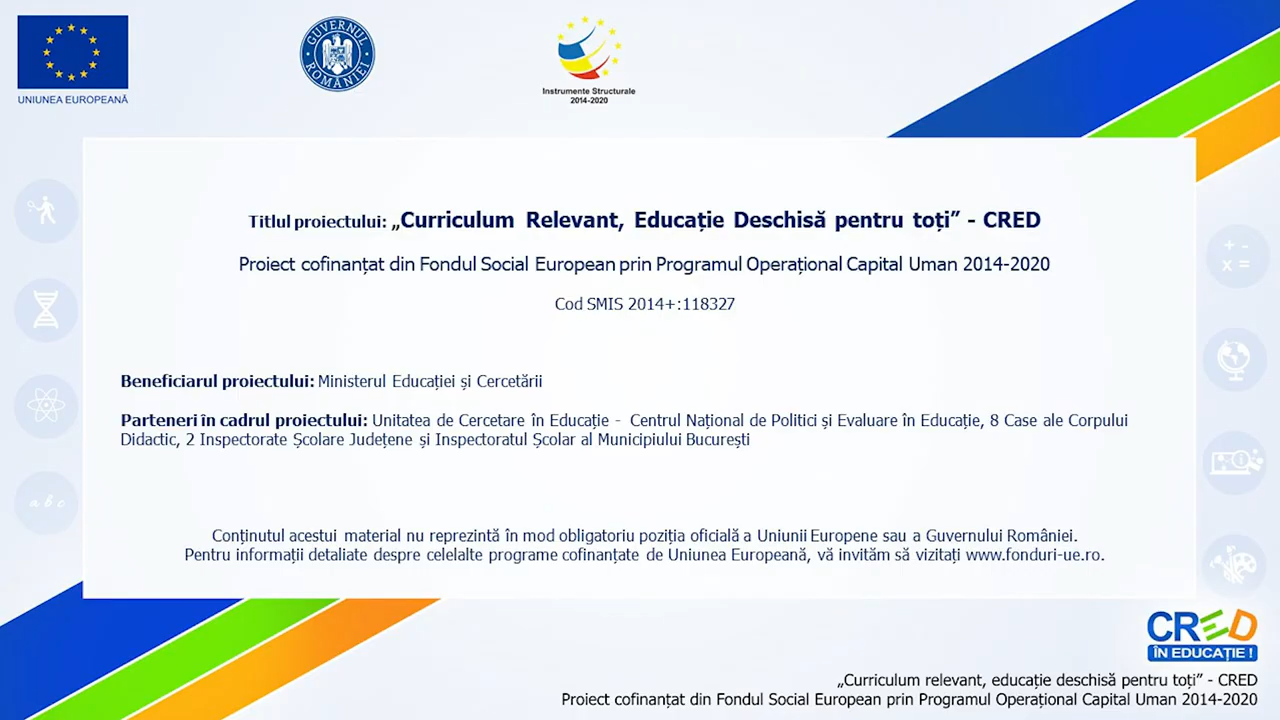 UNIUNEA EUROPEANĂ
GUVERNUL ROMÂNIEI
Instrumente Structurale
2014-2020
Titlul proiectului: „Curriculum Relevant, Educație Deschisă pentru toți” - CRED
Proiect cofinanțat din Fondul Social European prin Programul Operațional Capital Uman 2014-2020
Cod SMIS 2014+:118327
Beneficiarul proiectului: Ministerul Educației și Cercetării
Parteneri în cadrul proiectului: Unitatea de Cercetare în Educație - Centrul Național de Politici și Evaluare în Educație, 8 Case ale Corpului
Didactic, 2 Inspectorate Școlare Județene și Inspectoratul Școlar al Municipiului București
Conținutul acestui material nu reprezintă în mod obligatoriu poziția oficială a Uniunii Europene sau a Guvernului României.
Pentru informații detaliate despre celelalte programe cofinanțate de Uniunea Europeană, vă invităm să vizitați www.fonduri-ue.ro.
+ -
x =
a b c
CRED
ÎN EDUCAȚIE !
„Curriculum relevant, educație deschisă pentru toți” - CRED
Proiect cofinanțat din Fondul Social European prin Programul Operațional Capital Uman 2014-2020